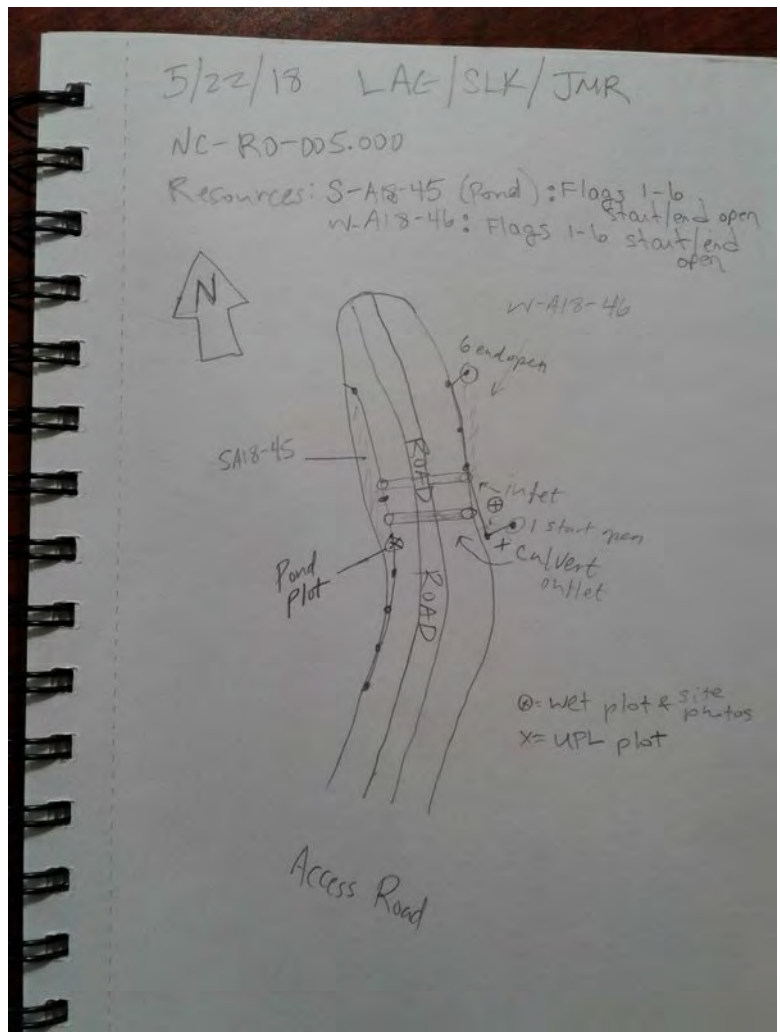 5/22/18 LAE/SLK/JMR
NC-RO-005.000
Resources: S-A18-45 (Pond): Flags 1-6
start/end open
W-A18-46: Flags 1-6 start/end
open
N
W-A18-46
6 end open
SA18-45
ROAD
inlet
1 start open
Culvert
outlet
Pond
Plot
ROAD
⊗= wet plot & site
photos
X= UPL plot
Access Road